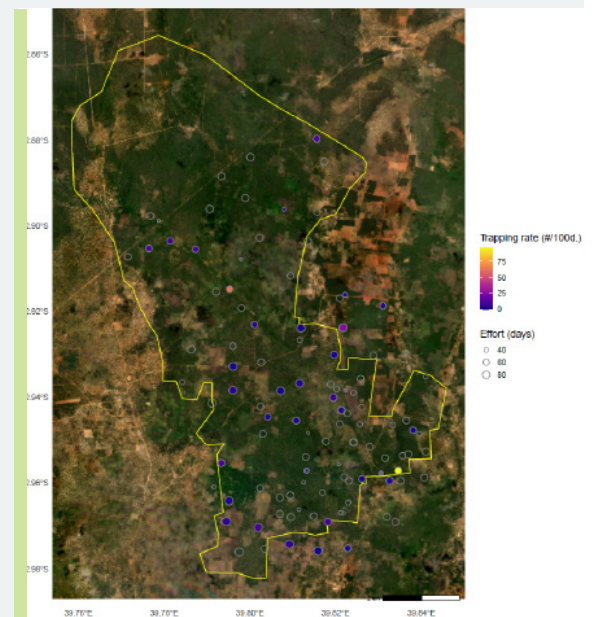 2.86°S
2.88°S
2.90°S
2.92°S
2.94°S
2.96°S
2.98°S
39.76°E
39.78°E
39.80°E
39.82°E
39.84°E
Trapping rate (#/100d.)
75
50
25
0
Effort (days)
40
60
80